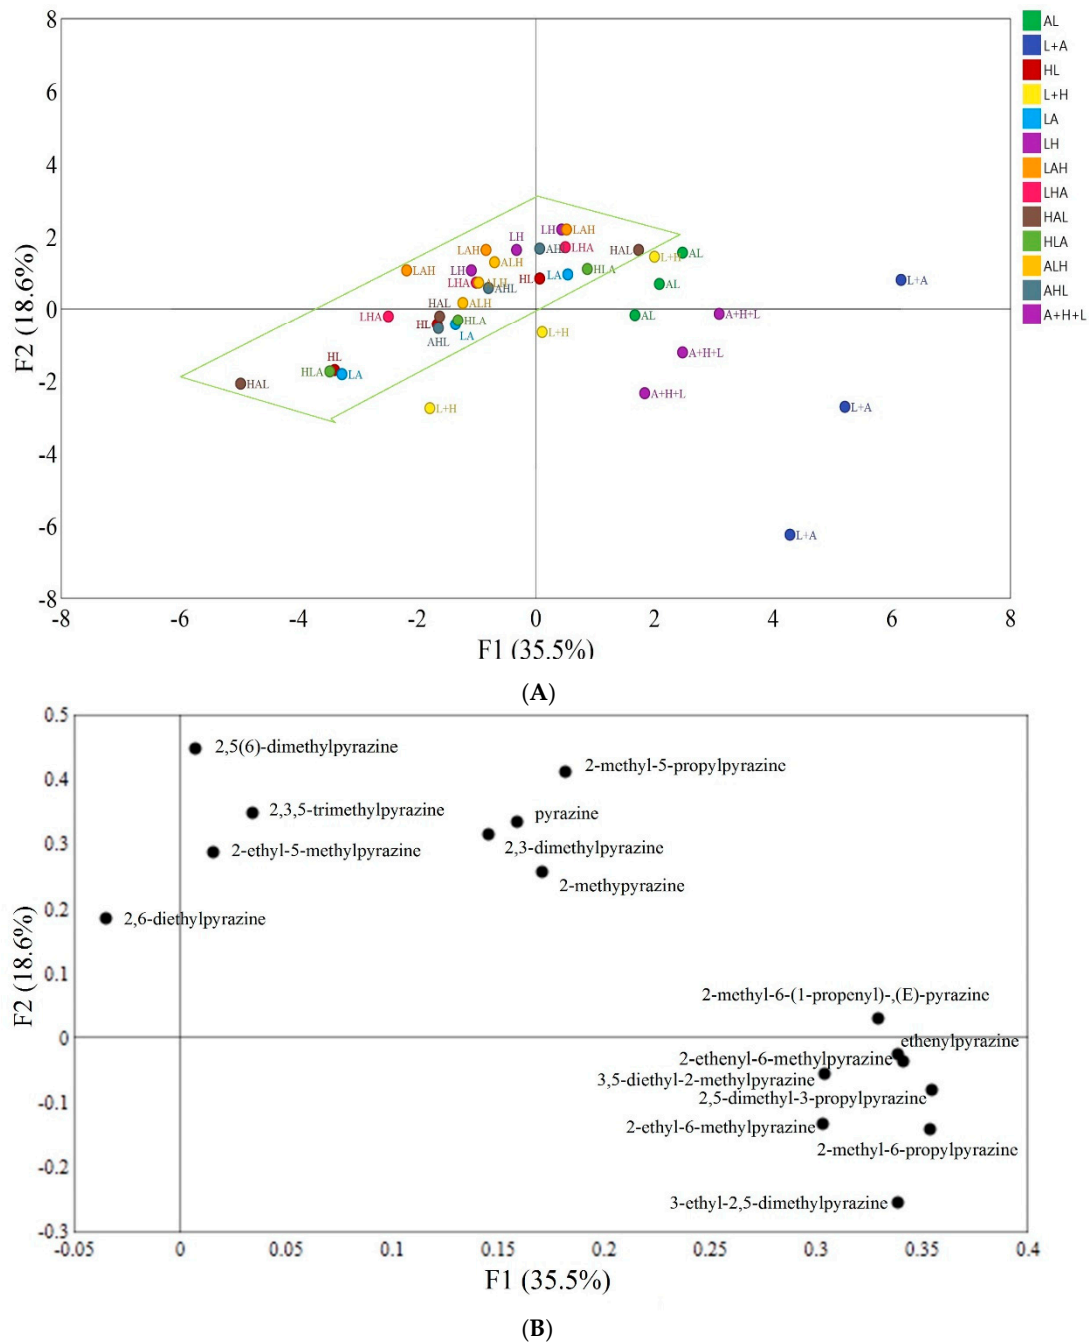 8
6
4
2
0
-2
-4
-6
-8
F2 (18.6%)
-8
-6
-4
-2
0
2
4
6
8
F1 (35.5%)
LH
LAH
LH
LAH
AHL
LHA
HAL
L+H
AL
LAH
LH
ALH
HL
LA
HLA
AL
L+A
LHA
ALH
AHL
HAL
ALH
LHA
HL
HLA
AL
A+H+L
AHL
LA
L+H
HL
A+H+L
HLA
LA
HAL
A+H+L
L+H
L+A
L+A
AL
L+A
HL
L+H
LA
LH
LAH
LHA
HAL
HLA
ALH
AHL
A+H+L
(A)
0.5
0.4
0.3
0.2
0.1
0
-0.1
-0.2
-0.3
F2 (18.6%)
2,5(6)-dimethylpyrazine
2-methyl-5-propylpyrazine
2,3,5-trimethylpyrazine
pyrazine
2-ethyl-5-methylpyrazine
2,3-dimethylpyrazine
2-methypyrazine
2,6-diethylpyrazine
2-methyl-6-(1-propenyl)-,(E)-pyrazine
ethenylpyrazine
2-ethenyl-6-methylpyrazine
3,5-diethyl-2-methylpyrazine
2,5-dimethyl-3-propylpyrazine
2-ethyl-6-methylpyrazine
2-methyl-6-propylpyrazine
3-ethyl-2,5-dimethylpyrazine
-0.05
0
0.05
0.1
0.15
0.2
0.25
0.3
0.35
0.4
F1 (35.5%)
(B)